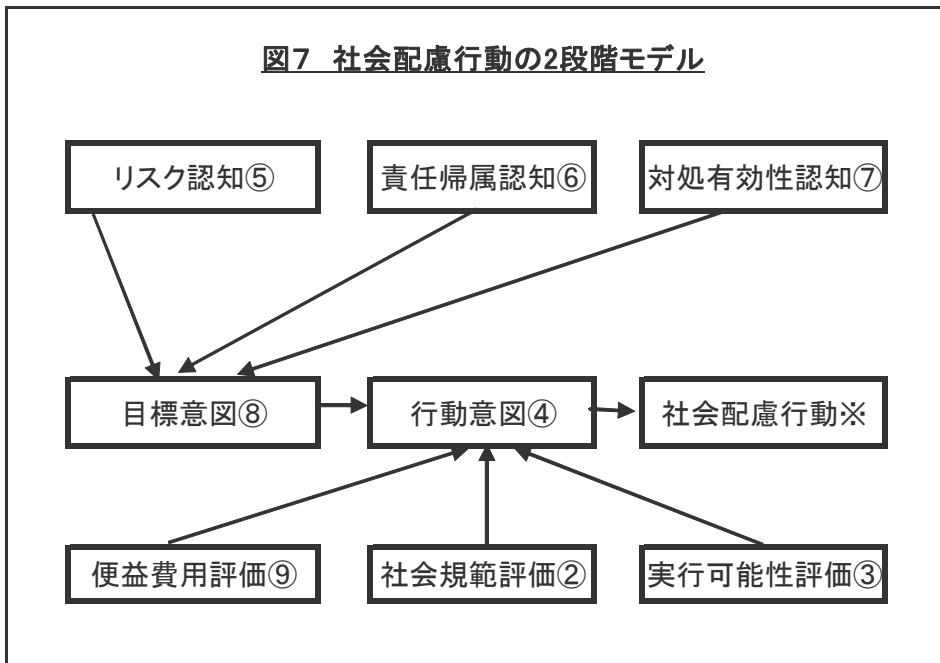 図7　社会配慮行動の2段階モデル
リスク認知⑤
責任帰属認知⑥
対処有効性認知⑦
目標意図⑧
行動意図④
社会配慮行動※
便益費用評価⑨
社会規範評価②
実行可能性評価③